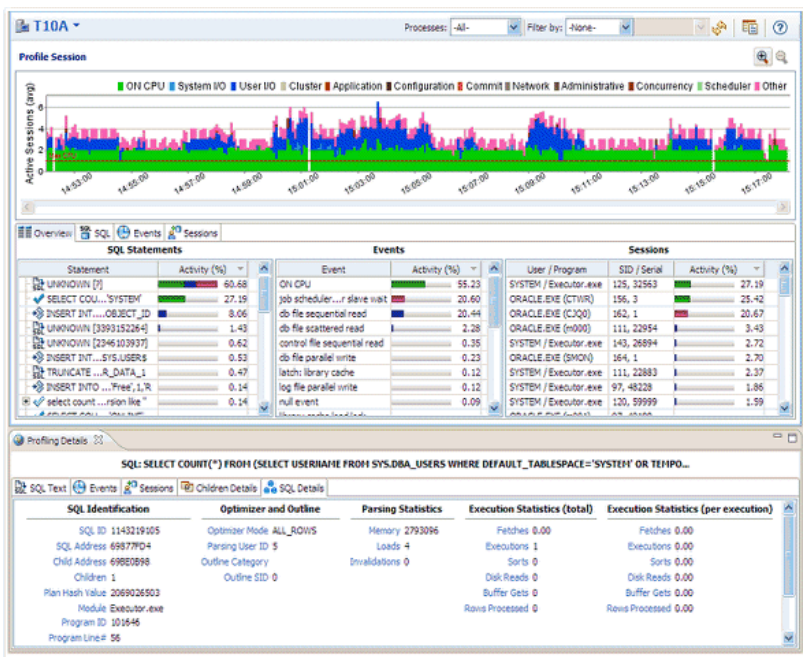 T10A
Processes: -All- Filter by: -None-
Profile Session
ON CPU System I/O User I/O Cluster Application Configuration Commit Network Administrative Concurrency Scheduler Other
Active Sessions (avg)
6
4
2
0
14:53:00 14:55:00 14:57:00 14:59:00 15:01:00 15:03:00 15:05:00 15:07:00 15:09:00 15:11:00 15:13:00 15:15:00 15:17:00
Overview SQL Events Sessions
SQL Statements Events Sessions
Statement Activity (%) Event Activity (%) User / Program SID / Serial Activity (%)
UNKNOWN [?] 60.68 ON CPU 55.23 SYSTEM / Executor.exe 125, 32563 27.19
SELECT COU...'SYSTEM' 27.19 job scheduler...r slave wait 20.60 ORACLE.EXE (CTWR) 156, 3 25.42
INSERT INT....OBJECT_ID 8.06 db file sequential read 20.44 ORACLE.EXE (CJQ0) 162, 1 20.67
UNKNOWN [3393152264] 1.43 db file scattered read 2.28 ORACLE.EXE (m000) 111, 22954 3.43
UNKNOWN [2346103937] 0.62 control file sequential read 0.35 SYSTEM / Executor.exe 143, 26894 2.72
INSERT INT...SYS.USER$ 0.53 db file parallel write 0.23 ORACLE.EXE (SMON) 164, 1 2.70
TRUNCATE ...R_DATA_1 0.47 latch: library cache 0.12 SYSTEM / Executor.exe 111, 22883 2.37
INSERT INTO ...'Free',1,'R 0.14 log file parallel write 0.12 SYSTEM / Executor.exe 97, 48228 1.86
select count ...rsion like '' 0.14 null event 0.09 SYSTEM / Executor.exe 120, 59999 1.59
Profiling Details
SQL: SELECT COUNT(*) FROM (SELECT USERNAME FROM SYS.DBA_USERS WHERE DEFAULT_TABLESPACE='SYSTEM' OR TEMPO...
SQL Text Events Sessions Children Details SQL Details
SQL Identification Optimizer and Outline Parsing Statistics Execution Statistics (total) Execution Statistics (per execution)
SQL ID 1143219105 Optimizer Mode ALL_ROWS Memory 2793096 Fetches 0.00 Fetches 0.00
SQL Address 69877FD4 Parsing User ID 5 Loads 4 Executions 1 Executions 0.00
Child Address 69BE0B98 Outline Category Invalidations 0 Sorts 0 Sorts 0.00
Children 1 Outline SID 0 Disk Reads 0 Disk Reads 0.00
Plan Hash Value 2069026503 Buffer Gets 0 Buffer Gets 0.00
Module Executor.exe Rows Processed 0 Rows Processed 0.00
Program ID 101646
Program Line# 56